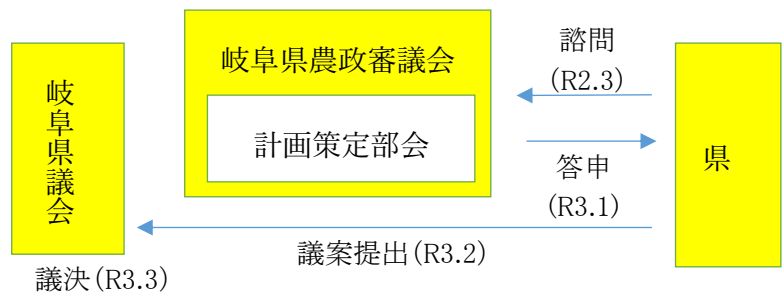 岐阜県議会
岐阜県農政審議会
計画策定部会
諮問
(R2.3)
答申
(R3.1)
県
議案提出(R3.2)
議決(R3.3)